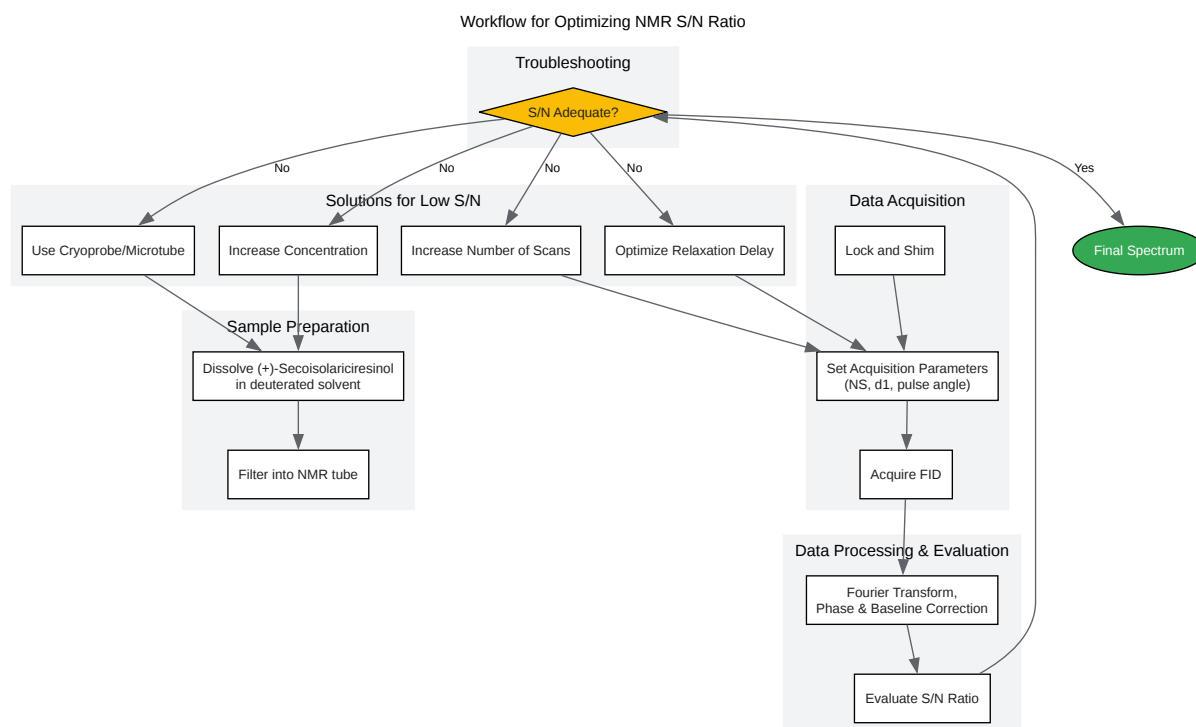 Workflow for Optimizing NMR S/N Ratio
Troubleshooting
S/N Adequate?
No
No
No
No
Yes
Solutions for Low S/N
Data Acquisition
Use Cryoprobe/Microtube
Increase Concentration
Increase Number of Scans
Optimize Relaxation Delay
Lock and Shim
Final Spectrum
Sample Preparation
Dissolve (+)-Secoisolariciresinol
in deuterated solvent
Set Acquisition Parameters
(NS, d1, pulse angle)
Filter into NMR tube
Acquire FID
Data Processing & Evaluation
Fourier Transform,
Phase & Baseline Correction
Evaluate S/N Ratio